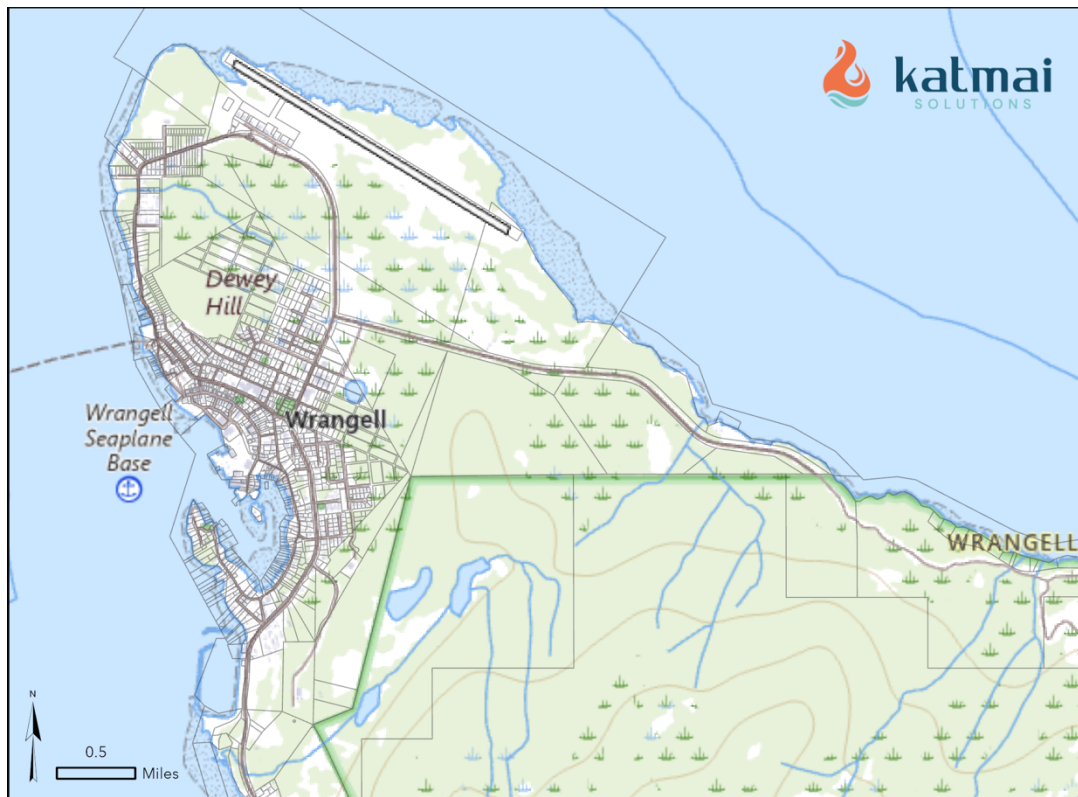 katmai
SOLUTIONS
Dewey
Hill
Wrangell
Seaplane
Base
Wrangell
WRANGELL
N
0.5
Miles